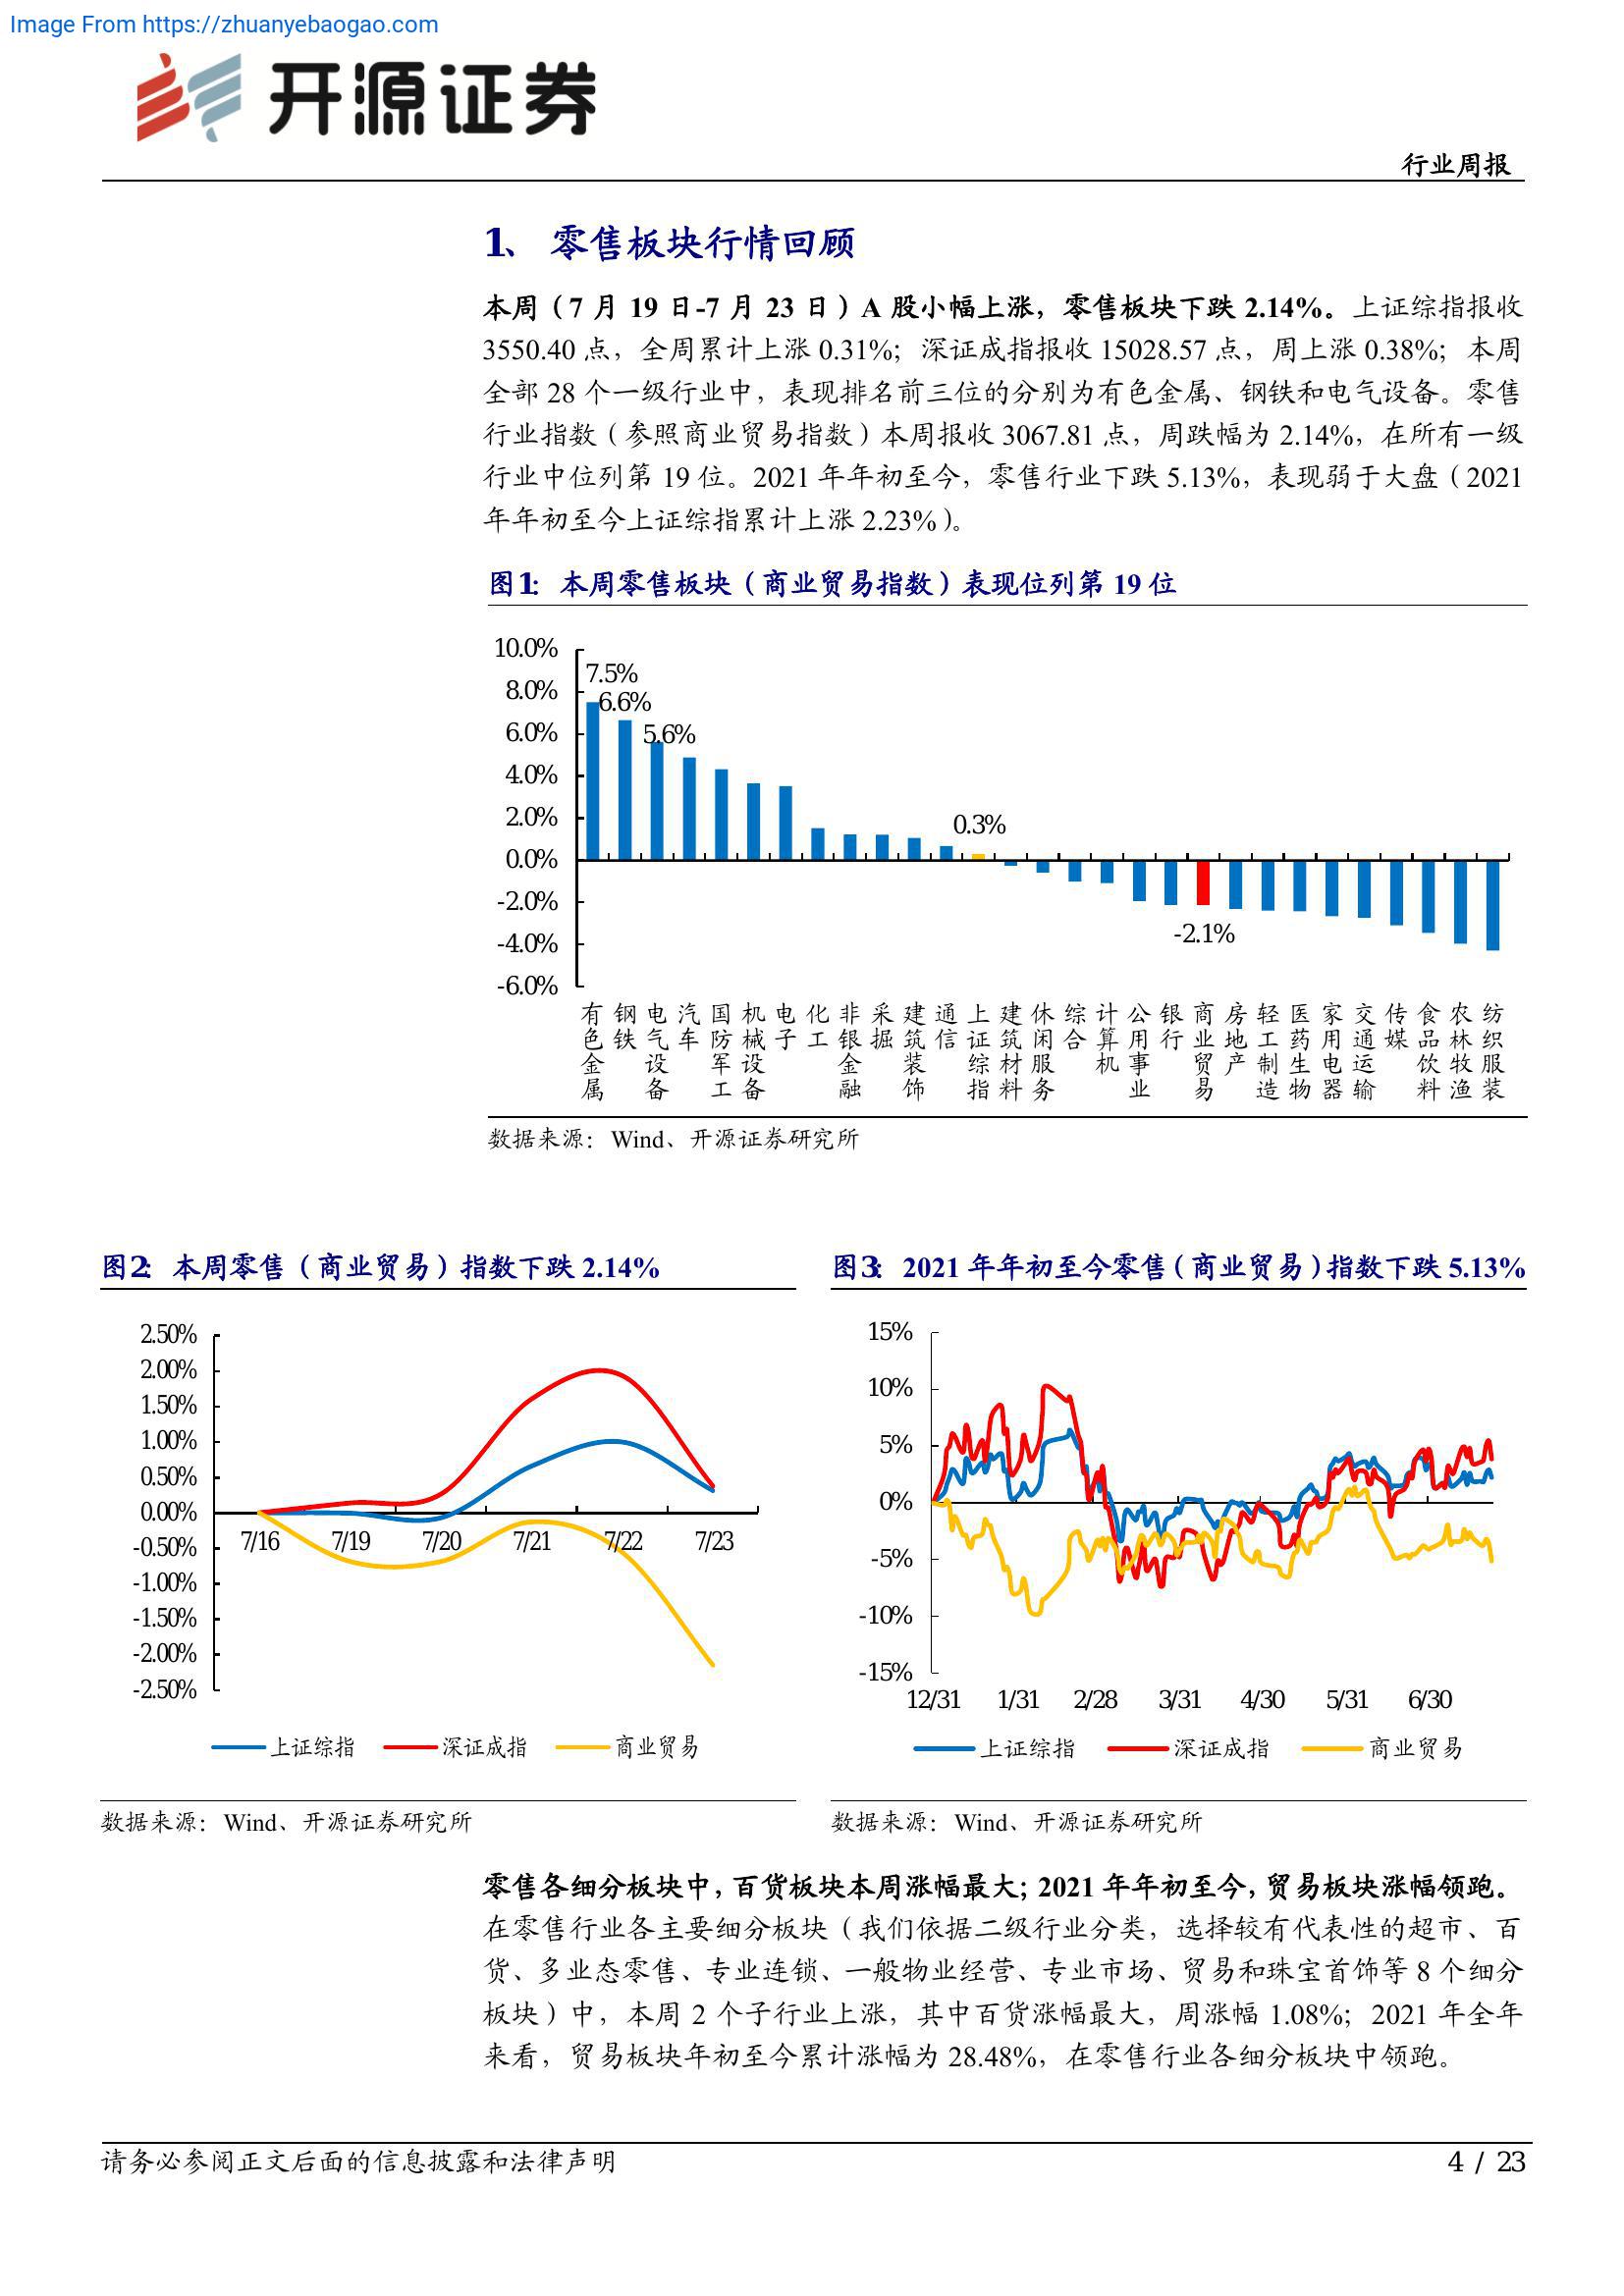 Image From https://zhuanyebaogao.com
开源证券
行业周报
1、 零售板块行情回顾
本周（7 月 19 日-7 月 23 日）A 股小幅上涨，零售板块下跌 2.14%。上证综指报收
3550.40 点，全周累计上涨 0.31%；深证成指报收 15028.57 点，周上涨 0.38%；本周
全部 28 个一级行业中，表现排名前三位的分别为有色金属、钢铁和电气设备。零售
行业指数（参照商业贸易指数）本周报收 3067.81 点，周跌幅为 2.14%，在所有一级
行业中位列第 19 位。2021 年年初至今，零售行业下跌 5.13%，表现弱于大盘（2021
年年初至今上证综指累计上涨 2.23%）。
图1： 本周零售板块（商业贸易指数）表现位列第 19 位
10.0%
8.0%
6.0%
4.0%
2.0%
0.0%
-2.0%
-4.0%
-6.0%
7.5%
6.6%
5.6%
0.3%
-2.1%
有色金属
钢铁
电气设备
汽车
国防军工
机械设备
电子
化工
非银金融
采掘
建筑装饰
通信
上证综指
建筑材料
休闲服务
综合
计算机
公用事业
银行
商业贸易
房地产
轻工制造
医药生物
家用电器
交通运输
传媒
食品饮料
农林牧渔
纺织服装
数据来源：Wind、开源证券研究所
图2： 本周零售（商业贸易）指数下跌 2.14%
2.50%
2.00%
1.50%
1.00%
0.50%
0.00%
-0.50%
-1.00%
-1.50%
-2.00%
-2.50%
7/16 7/19 7/20 7/21 7/22 7/23
上证综指 深证成指 商业贸易
数据来源：Wind、开源证券研究所
图3： 2021 年年初至今零售（商业贸易）指数下跌 5.13%
15%
10%
5%
0%
-5%
-10%
-15%
12/31 1/31 2/28 3/31 4/30 5/31 6/30
上证综指 深证成指 商业贸易
数据来源：Wind、开源证券研究所
零售各细分板块中，百货板块本周涨幅最大；2021 年年初至今，贸易板块涨幅领跑。
在零售行业各主要细分板块（我们依据二级行业分类，选择较有代表性的超市、百
货、多业态零售、专业连锁、一般物业经营、专业市场、贸易和珠宝首饰等 8 个细分
板块）中，本周 2 个子行业上涨，其中百货涨幅最大，周涨幅 1.08%；2021 年全年
来看，贸易板块年初至今累计涨幅为 28.48%，在零售行业各细分板块中领跑。
请务必参阅正文后面的信息披露和法律声明
4 / 23